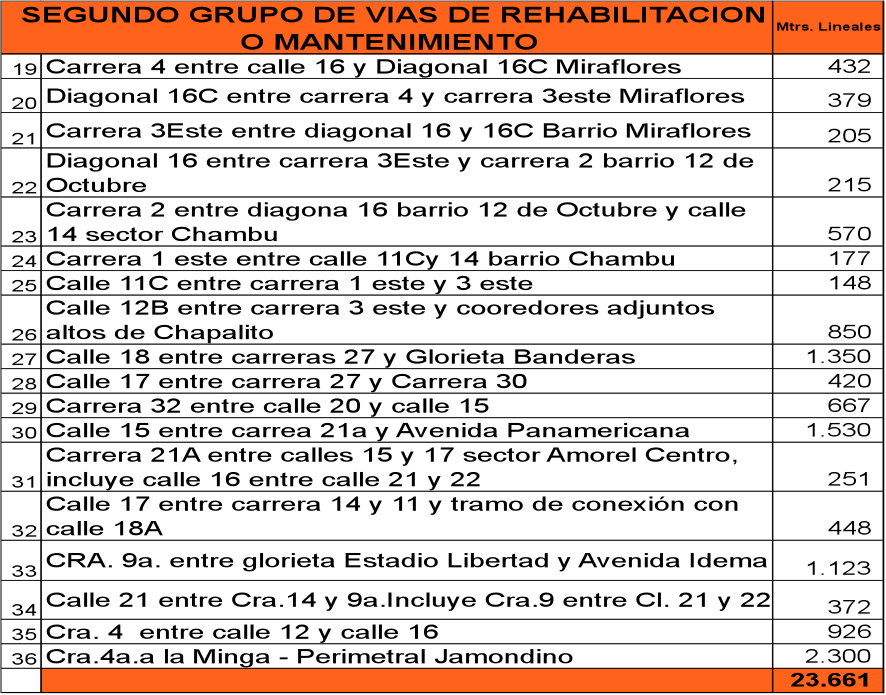 SEGUNDO GRUPO DE VIAS DE REHABILITACION
O MANTENIMIENTO
Mtrs. Lineales
19 Carrera 4 entre calle 16 y Diagonal 16C Miraflores 432
20 Diagonal 16C entre carrera 4 y carrera 3este Miraflores 379
21 Carrera 3Este entre diagonal 16 y 16C Barrio Miraflores 205
Diagonal 16 entre carrera 3Este y carrera 2 barrio 12 de
22 Octubre 215
Carrera 2 entre diagona 16 barrio 12 de Octubre y calle
23 14 sector Chambu 570
24 Carrera 1 este entre calle 11Cy 14 barrio Chambu 177
25 Calle 11C entre carrera 1 este y 3 este 148
Calle 12B entre carrera 3 este y cooredores adjuntos
26 altos de Chapalito 850
27 Calle 18 entre carreras 27 y Glorieta Banderas 1.350
28 Calle 17 entre carrera 27 y Carrera 30 420
29 Carrera 32 entre calle 20 y calle 15 667
30 Calle 15 entre carrea 21a y Avenida Panamericana 1.530
Carrera 21A entre calles 15 y 17 sector Amorel Centro,
31 incluye calle 16 entre calle 21 y 22 251
Calle 17 entre carrera 14 y 11 y tramo de conexión con
32 calle 18A 448
33 CRA. 9a. entre glorieta Estadio Libertad y Avenida Idema 1.123
34 Calle 21 entre Cra.14 y 9a.Incluye Cra.9 entre Cl. 21 y 22 372
35 Cra. 4  entre calle 12 y calle 16 926
36 Cra.4a.a la Minga - Perimetral Jamondino 2.300
23.661